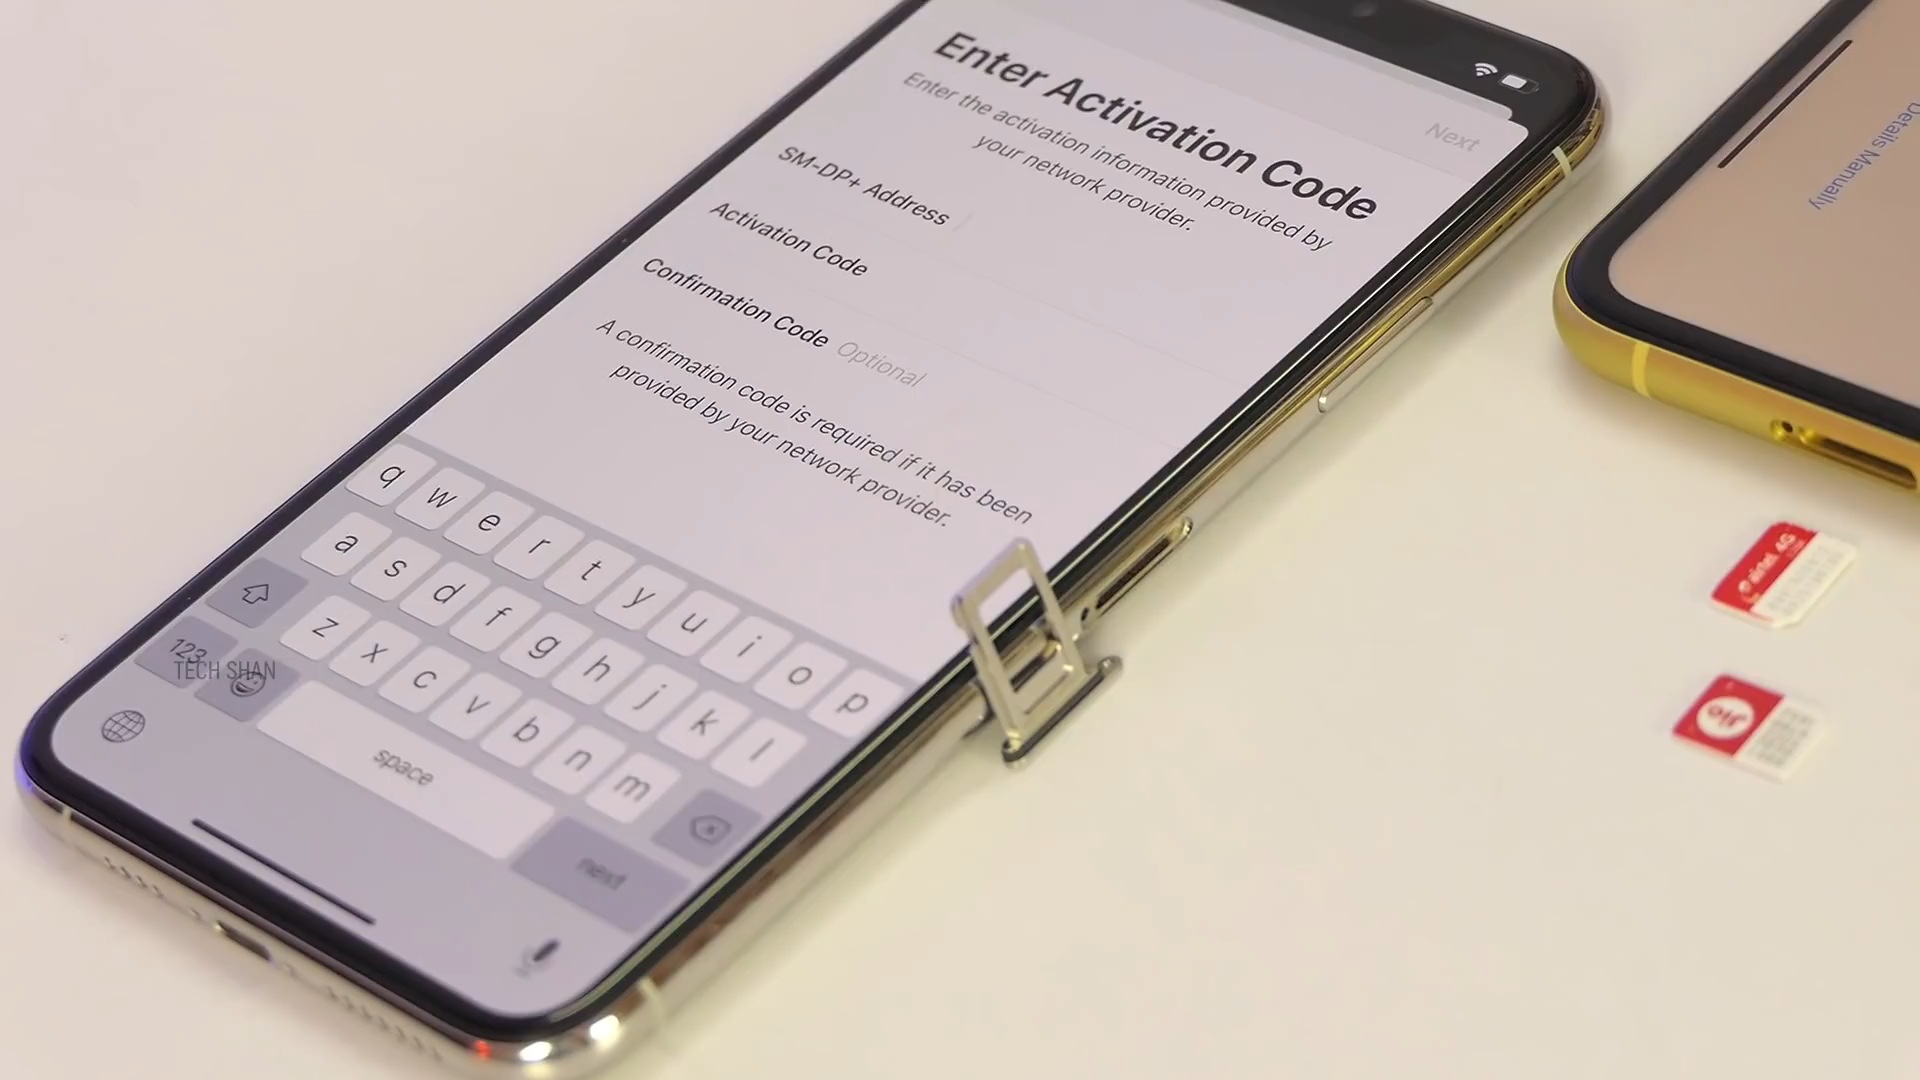 Enter Activation Code
Next
Enter the activation information provided by
your network provider.
SM-DP+ Address
Activation Code
Confirmation Code Optional
A confirmation code is required if it has been
provided by your network provider.
q w e r t y u i o p
a s d f g h j k l
z x c v b n m
123
space
next
TECH SHAN
Details Manually
airtel 4G
Jio